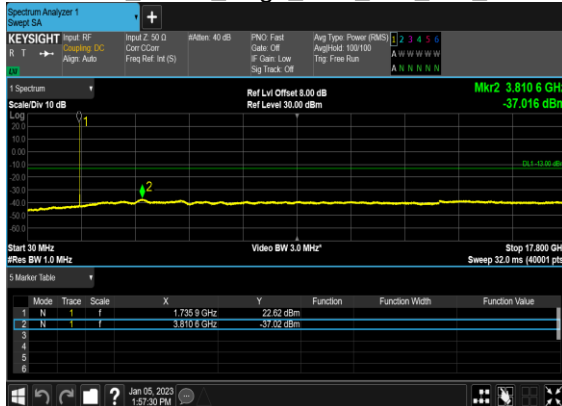 Spectrum Analyzer 1
Swept SA
KEYSIGHT
R T
LU
Input: RF
Coupling: DC
Align: Auto
Input Z: 50 Ω
Corr CCorr
Freq Ref: Int (S)
#Atten: 40 dB
PNO: Fast
Gate: Off
IF Gain: Low
Sig Track: Off
Avg Type: Power (RMS)
Avg|Hold: 100/100
Trig: Free Run
1 2 3 4 5 6
A W W W W W
A N N N N N
1 Spectrum
Scale/Div 10 dB
Ref Lvl Offset 8.00 dB
Ref Level 30.00 dBm
Mkr2 3.810 6 GHz
-37.016 dBm
Log
20.0
10.0
0.00
-10.0
-20.0
-30.0
-40.0
-50.0
-60.0
1
2
DL1 -13.00 dB
Start 30 MHz
#Res BW 1.0 MHz
Video BW 3.0 MHz*
Stop 17.800 GH
Sweep 32.0 ms (40001 pts
5 Marker Table
Mode Trace Scale X Y Function Function Width Function Value
1 N 1 f 1.735 9 GHz 22.62 dBm
2 N 1 f 3.810 6 GHz -37.02 dBm
3
4
5
6
?
Jan 05, 2023
1:57:30 PM